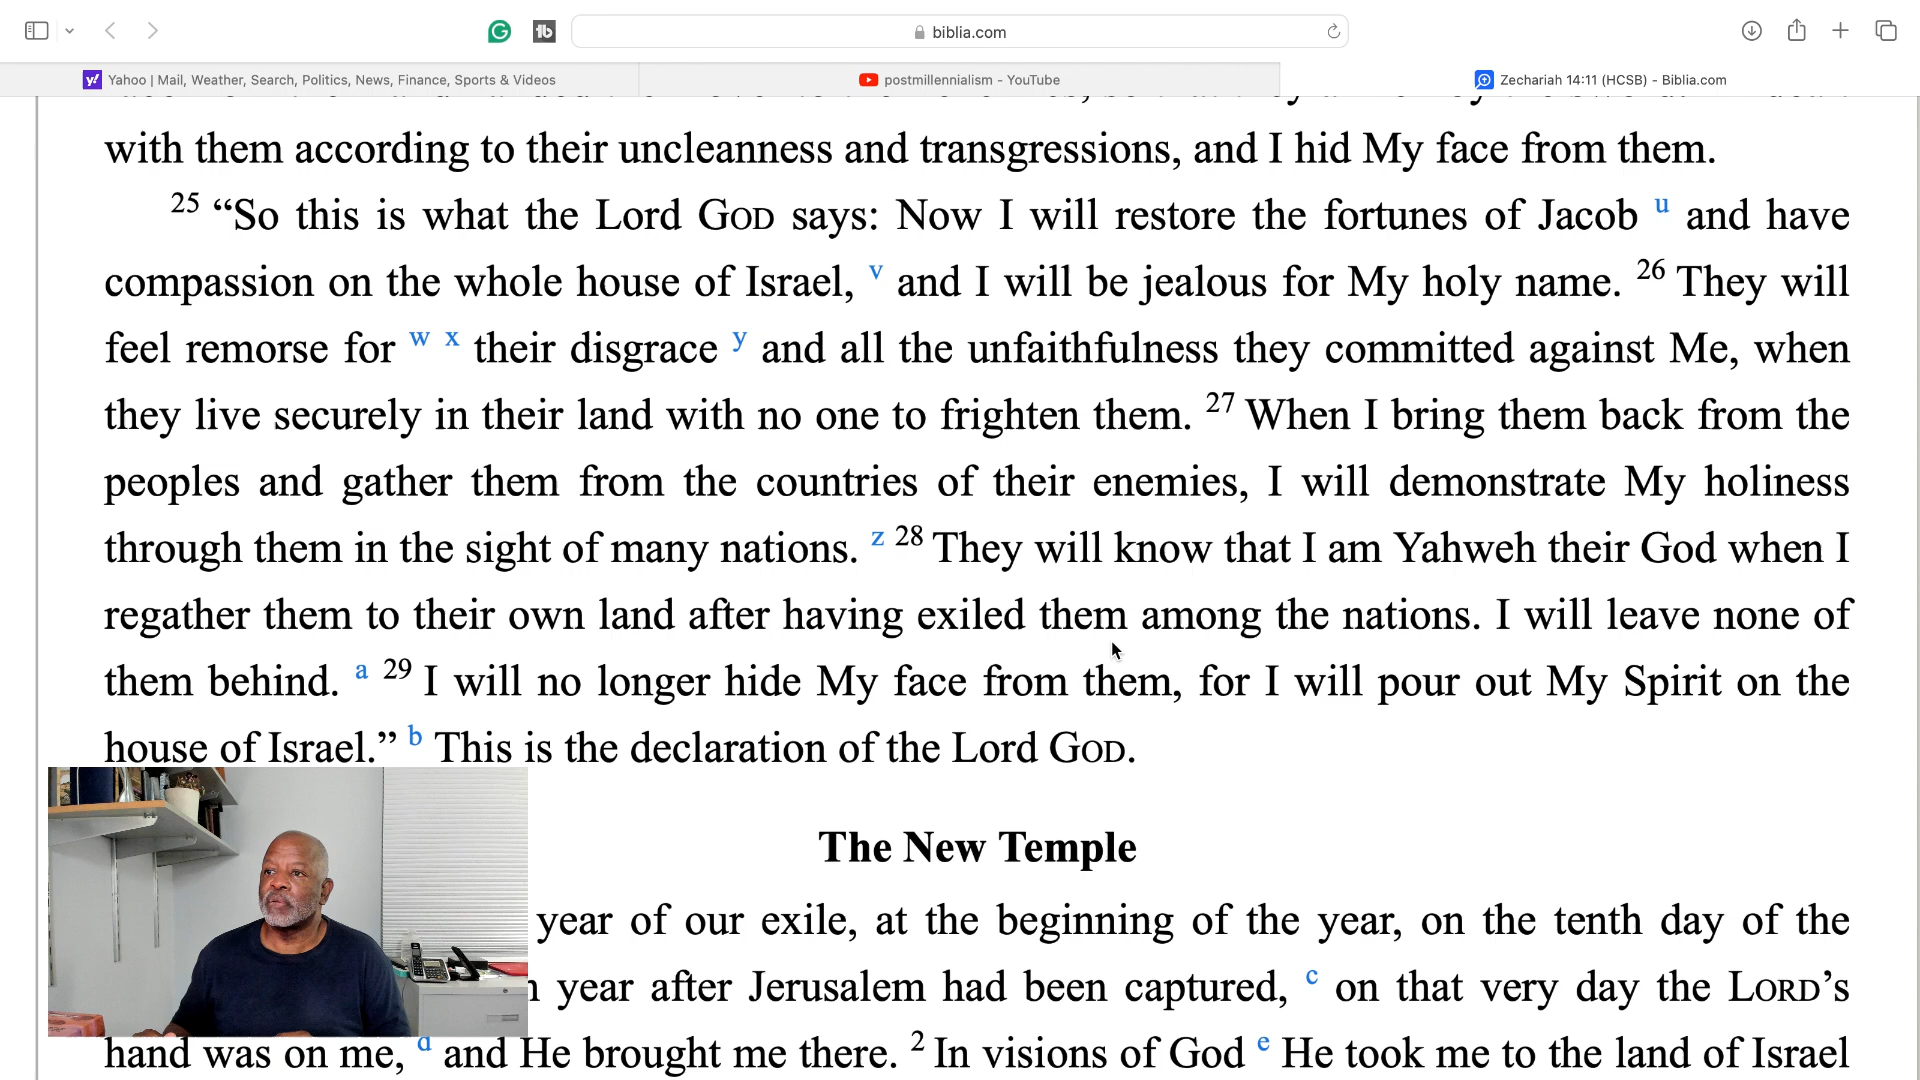 biblia.com
Yahoo | Mail, Weather, Search, Politics, News, Finance, Sports & Videos
postmillennialism - YouTube
Zechariah 14:11 (HCSB) - Biblia.com
with them according to their uncleanness and transgressions, and I hid My face from them.
25 “So this is what the Lord GOD says: Now I will restore the fortunes of Jacob u and have
compassion on the whole house of Israel, v and I will be jealous for My holy name. 26 They will
feel remorse for w x their disgrace y and all the unfaithfulness they committed against Me, when
they live securely in their land with no one to frighten them. 27 When I bring them back from the
peoples and gather them from the countries of their enemies, I will demonstrate My holiness
through them in the sight of many nations. z 28 They will know that I am Yahweh their God when I
regather them to their own land after having exiled them among the nations. I will leave none of
them behind. a 29 I will no longer hide My face from them, for I will pour out My Spirit on the
house of Israel.” b This is the declaration of the Lord GOD.
The New Temple
year of our exile, at the beginning of the year, on the tenth day of the
year after Jerusalem had been captured, c on that very day the LORD’s
hand was on me, d and He brought me there. 2 In visions of God e He took me to the land of Israel